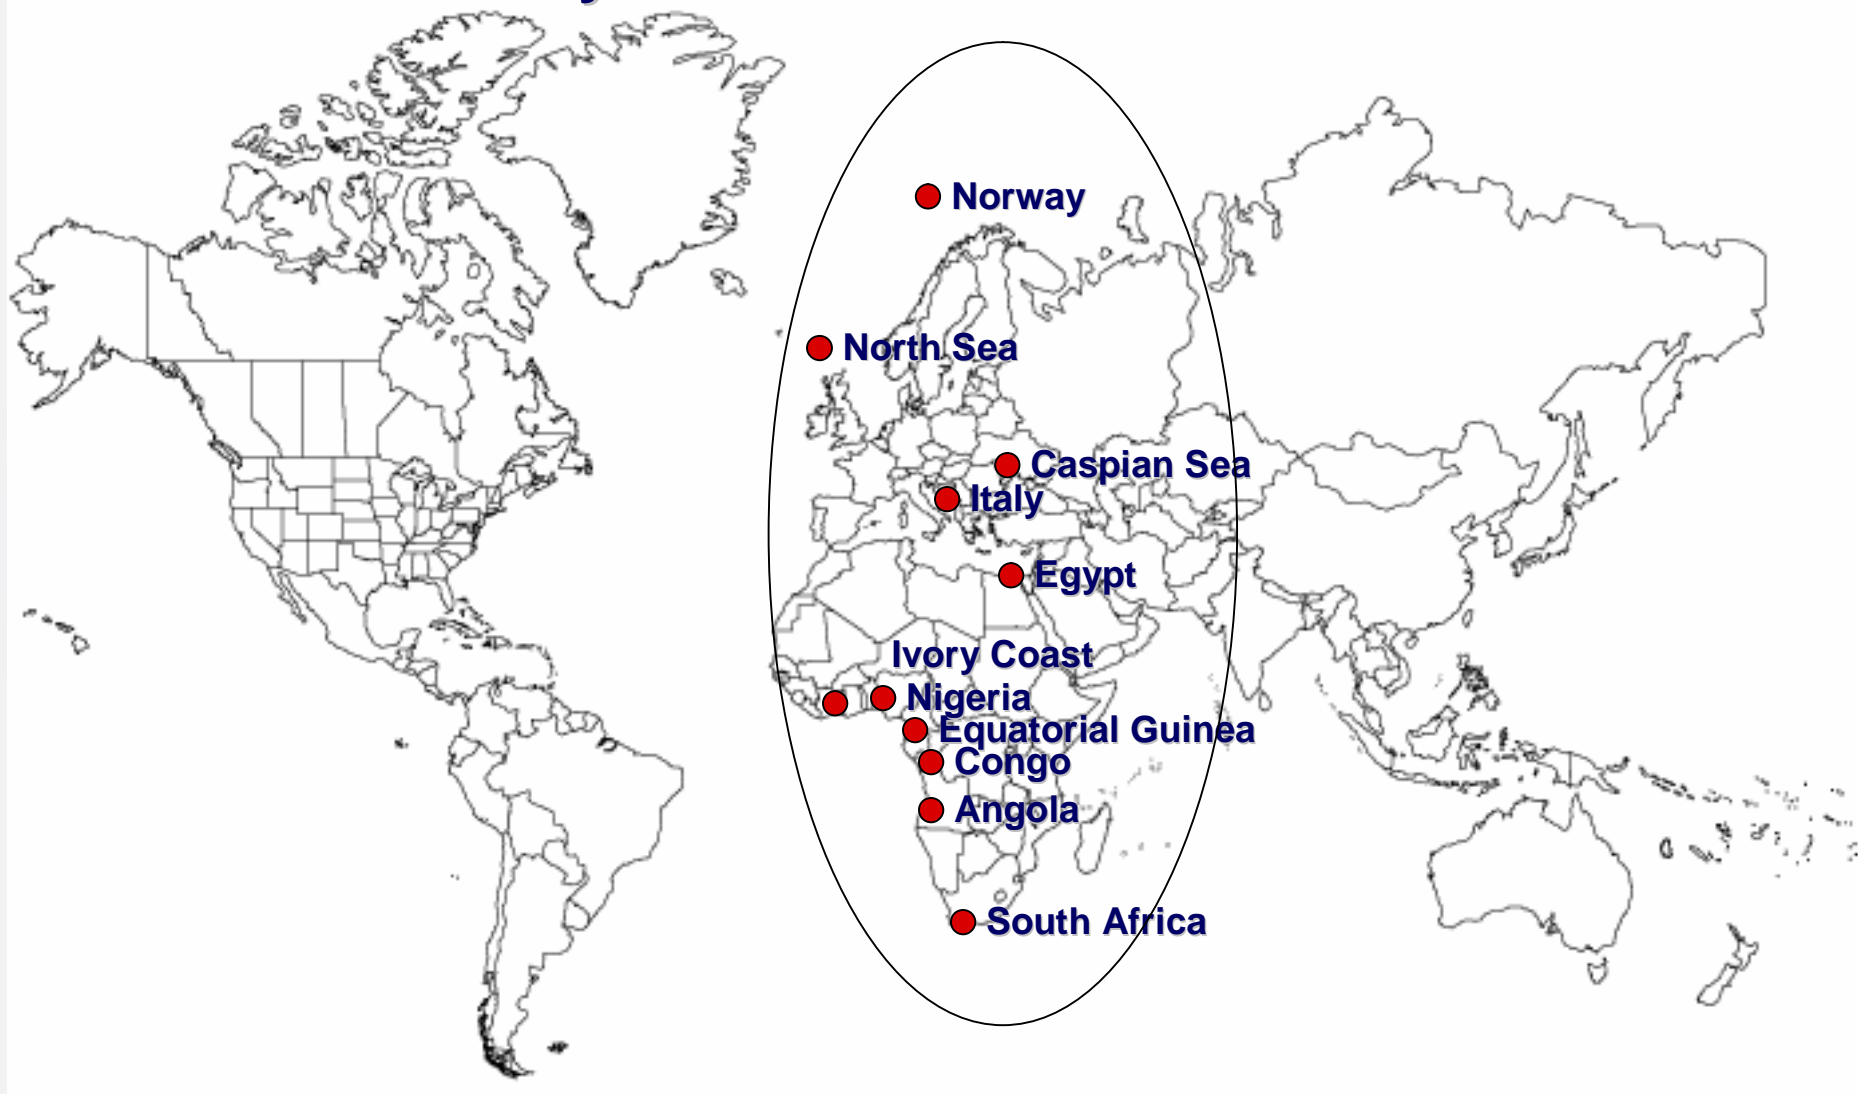 Norway
North Sea
Caspian Sea
Italy
Egypt
Ivory Coast
Nigeria
Equatorial Guinea
Congo
Angola
South Africa